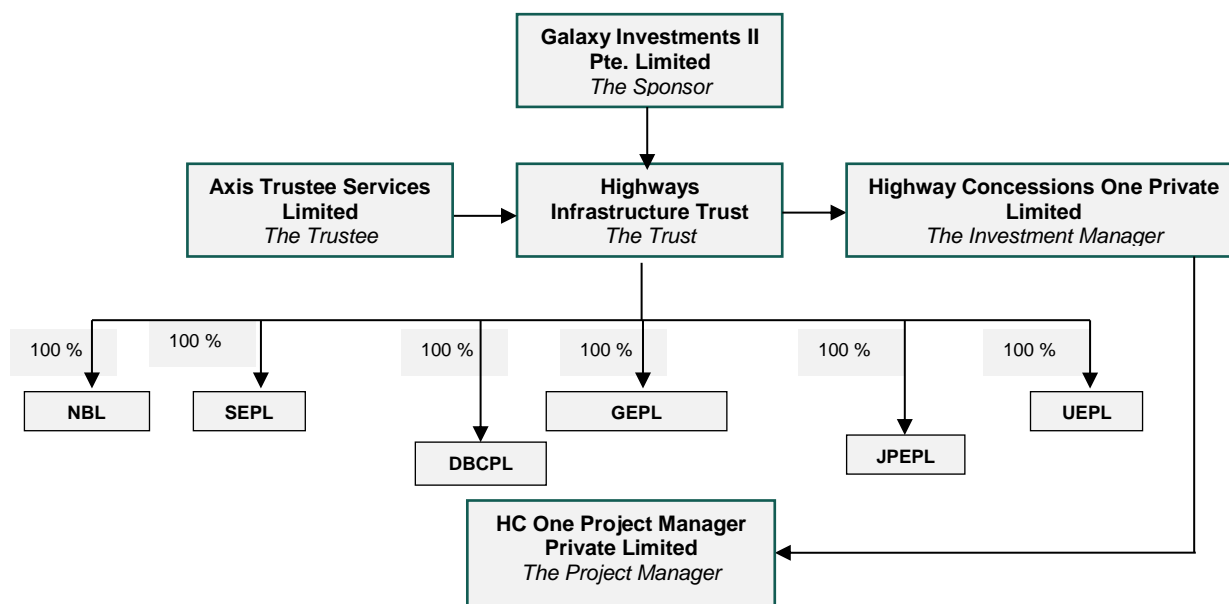 Galaxy Investments II
Pte. Limited
The Sponsor
Axis Trustee Services
Limited
The Trustee
Highways
Infrastructure Trust
The Trust
Highway Concessions One Private
Limited
The Investment Manager
100 %
100 %
100 %
100 %
100 %
100 %
NBL
SEPL
GEPL
UEPL
DBCPL
JPEPL
HC One Project Manager
Private Limited
The Project Manager